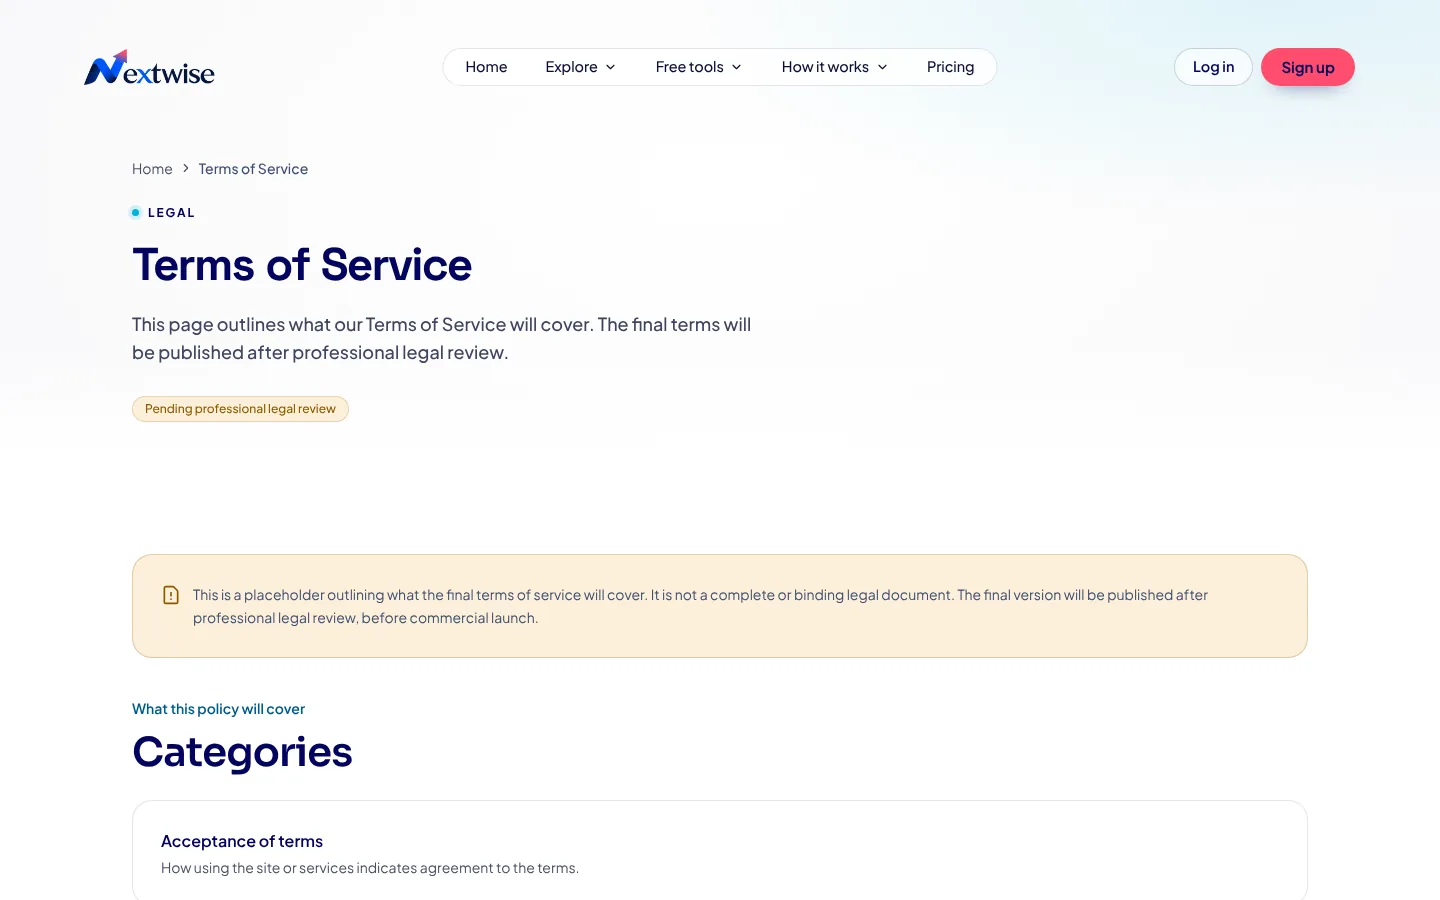 Nextwise
Home
Explore
Free tools
How it works
Pricing
Log in
Sign up
Home > Terms of Service
LEGAL
Terms of Service
This page outlines what our Terms of Service will cover. The final terms will
be published after professional legal review.
Pending professional legal review
This is a placeholder outlining what the final terms of service will cover. It is not a complete or binding legal document. The final version will be published after
professional legal review, before commercial launch.
What this policy will cover
Categories
Acceptance of terms
How using the site or services indicates agreement to the terms.